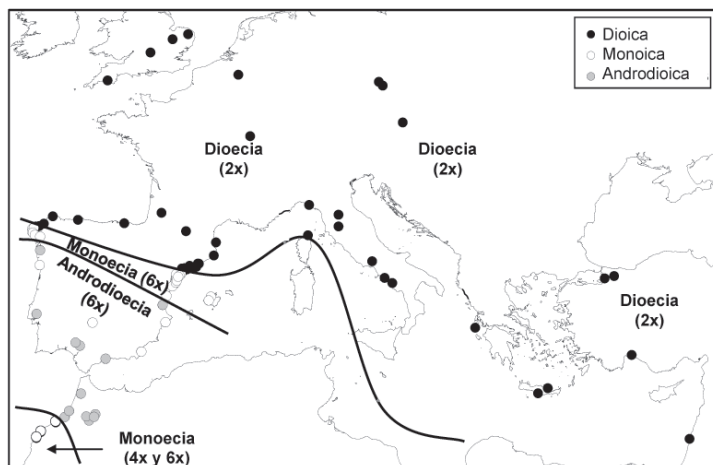 Dioica
Monoica
Androdioica
Dioecia
(2x)
Dioecia
(2x)
Monoecia (6x)
Androdioecia
(6x)
Dioecia
(2x)
Monoecia
(4x y 6x)